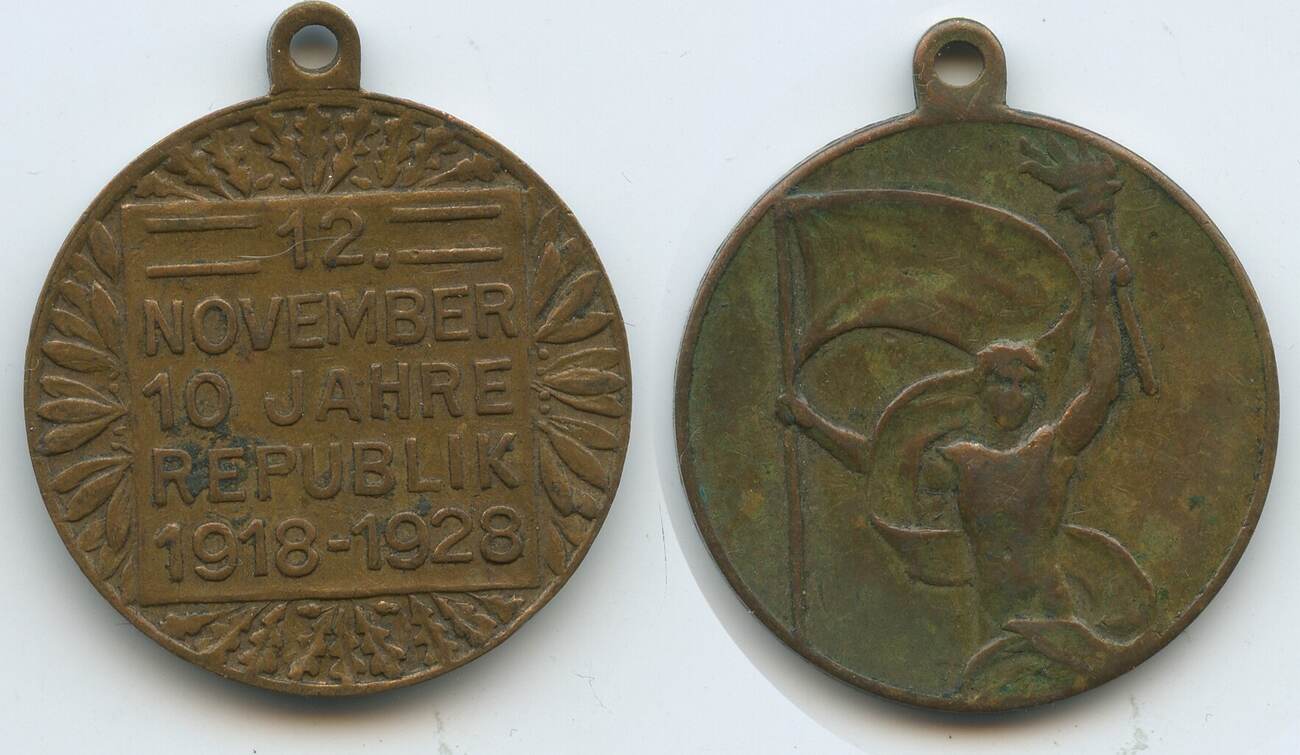 12.
NOVEMBER
10 JAHRE
REPUBLIK
1918-1928